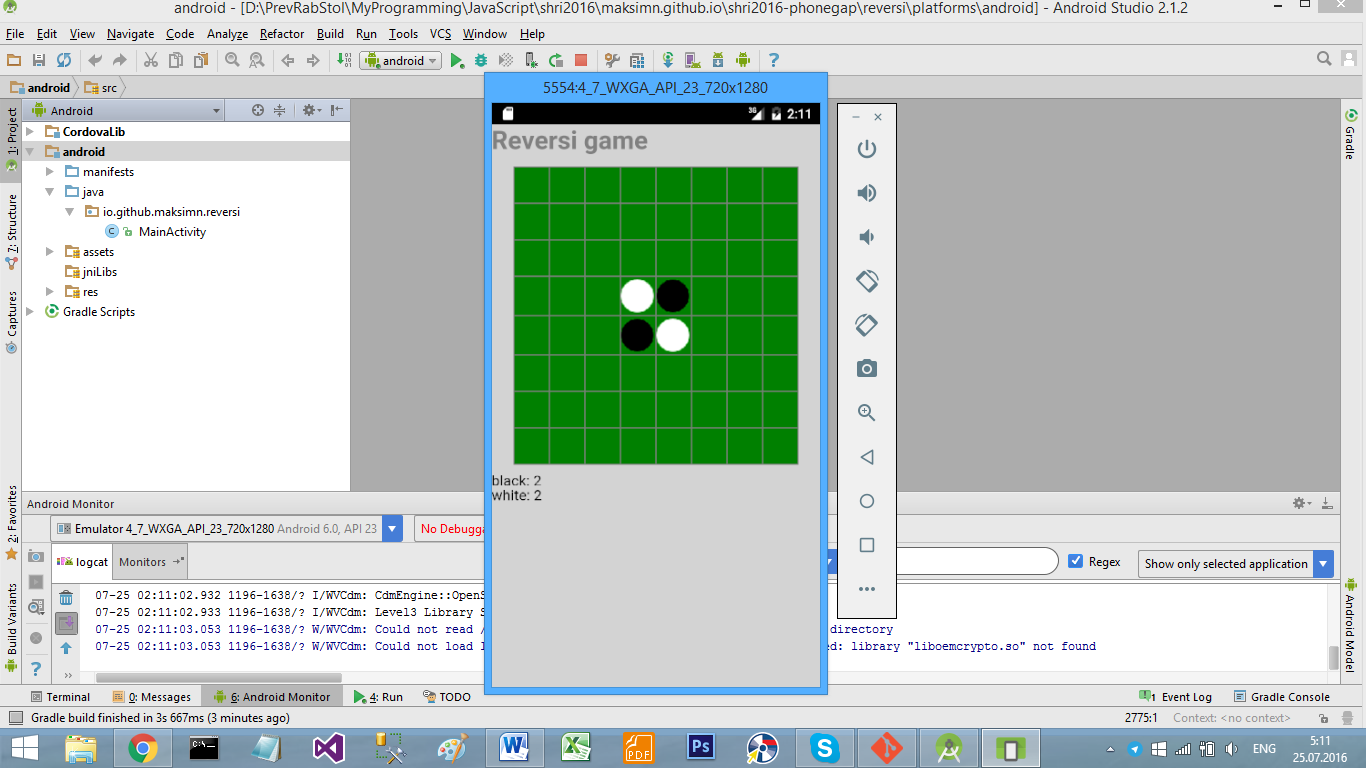 android - [D:\PrevRabStol\MyProgramming\JavaScript\shri2016\maksimn.github.io\shri2016-phonegap\reversi\platforms\android] - Android Studio 2.1.2
File Edit View Navigate Code Analyze Refactor Build Run Tools VCS Window Help
android
android src
5554:4_7_WXGA_API_23_720x1280
3G 2:11
Reversi game
black: 2
white: 2
1: Project
7: Structure
Captures
2: Favorites
Build Variants
Android
CordovaLib
android
manifests
java
io.github.maksimn.reversi
MainActivity
assets
jniLibs
res
Gradle Scripts
Gradle
Android Model
Android Monitor
Emulator 4_7_WXGA_API_23_720x1280 Android 6.0, API 23
No Debugga
logcat Monitors
Regex Show only selected application
07-25 02:11:02.932 1196-1638/? I/WVCdm: CdmEngine::OpenS
07-25 02:11:02.933 1196-1638/? I/WVCdm: Level3 Library S
07-25 02:11:03.053 1196-1638/? W/WVCdm: Could not read / directory
07-25 02:11:03.053 1196-1638/? W/WVCdm: Could not load l ed: library "liboemcrypto.so" not found
Terminal 0: Messages 6: Android Monitor 4: Run TODO 1 Event Log Gradle Console
Gradle build finished in 3s 667ms (3 minutes ago) 2775:1 Context: <no context>
PDF Ps
ENG
5:11
25.07.2016